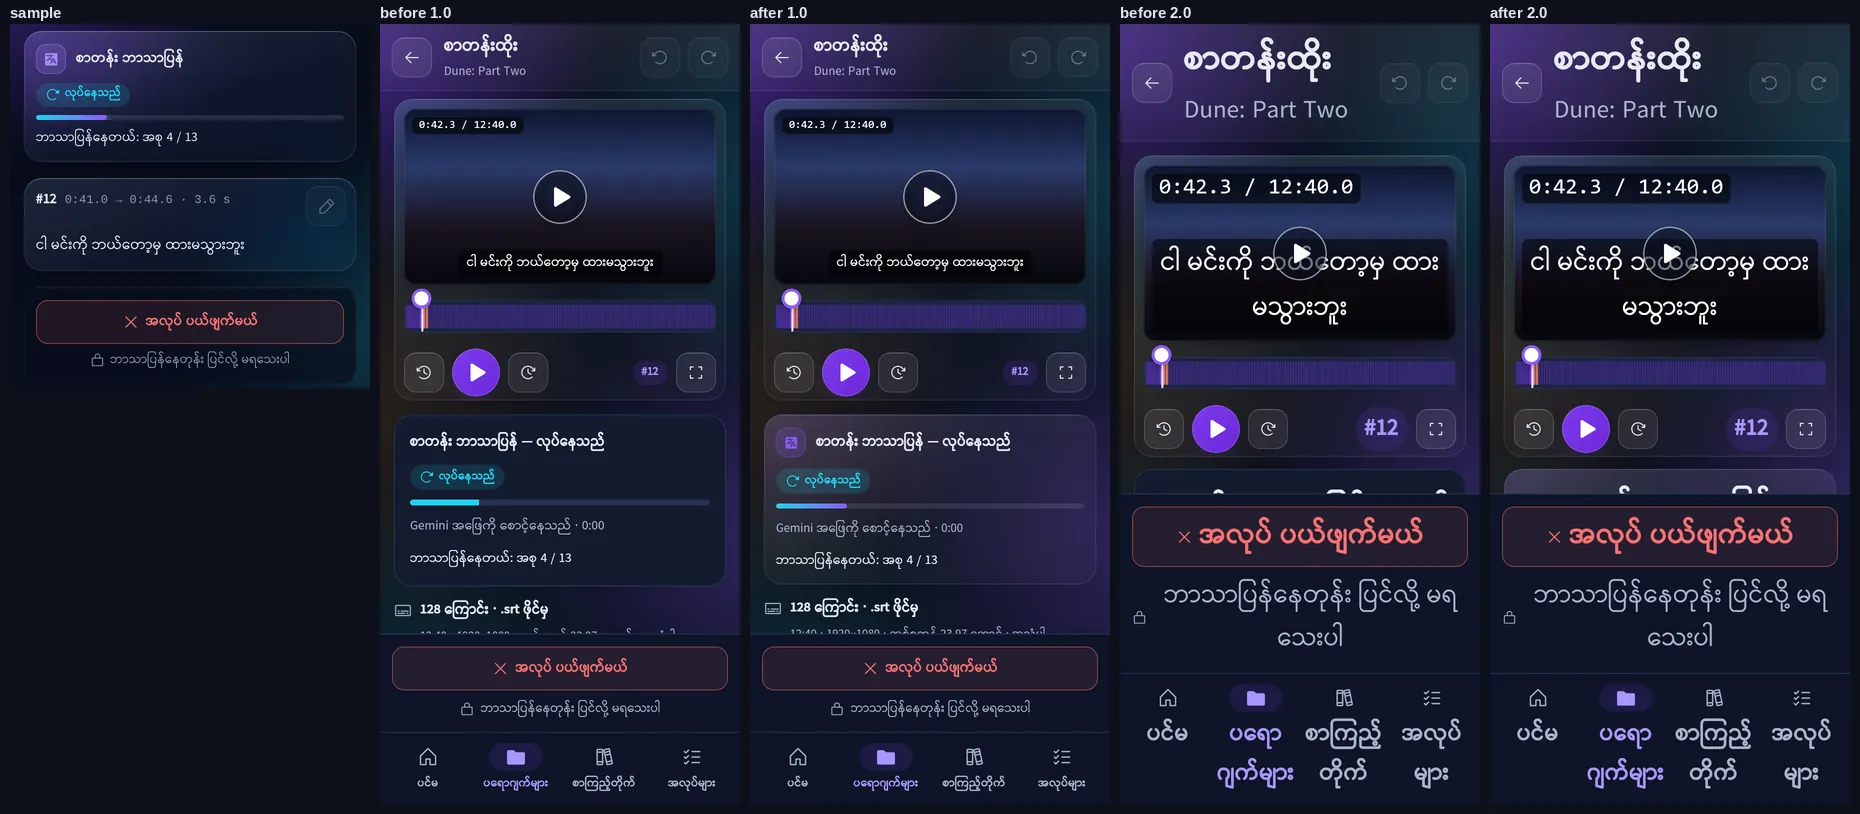 sample
စာတန်း ဘာသာပြန်
လုပ်နေသည်
ဘာသာပြန်နေတယ်: အစု 4 / 13
#12 0:41.0 → 0:44.6 · 3.6 s
ငါ မင်းကို ဘယ်တော့မှ ထားမသွားဘူး
အလုပ် ပယ်ဖျက်မယ်
ဘာသာပြန်နေတုန်း ပြင်လို့ မရသေးပါ
before 1.0
စာတန်းထိုး
Dune: Part Two
0:42.3 / 12:40.0
ငါ မင်းကို ဘယ်တော့မှ ထားမသွားဘူး
#12
စာတန်း ဘာသာပြန် — လုပ်နေသည်
လုပ်နေသည်
Gemini အဖြေကို စောင့်နေသည် · 0:00
ဘာသာပြန်နေတယ်: အစု 4 / 13
128 ကြောင်း · .srt ဖိုင်မှ
အလုပ် ပယ်ဖျက်မယ်
ဘာသာပြန်နေတုန်း ပြင်လို့ မရသေးပါ
ပင်မ
ပရောဂျက်များ
စာကြည့်တိုက်
အလုပ်များ
after 1.0
စာတန်းထိုး
Dune: Part Two
0:42.3 / 12:40.0
ငါ မင်းကို ဘယ်တော့မှ ထားမသွားဘူး
#12
စာတန်း ဘာသာပြန် — လုပ်နေသည်
လုပ်နေသည်
Gemini အဖြေကို စောင့်နေသည် · 0:00
ဘာသာပြန်နေတယ်: အစု 4 / 13
128 ကြောင်း · .srt ဖိုင်မှ
အလုပ် ပယ်ဖျက်မယ်
ဘာသာပြန်နေတုန်း ပြင်လို့ မရသေးပါ
ပင်မ
ပရောဂျက်များ
စာကြည့်တိုက်
အလုပ်များ
before 2.0
စာတန်းထိုး
Dune: Part Two
0:42.3 / 12:40.0
ငါ မင်းကို ဘယ်တော့မှ ထား
မသွားဘူး
#12
အလုပ် ပယ်ဖျက်မယ်
ဘာသာပြန်နေတုန်း ပြင်လို့ မရ
သေးပါ
ပင်မ
ပရော
ဂျက်များ
စာကြည့်
တိုက်
အလုပ်
များ
after 2.0
စာတန်းထိုး
Dune: Part Two
0:42.3 / 12:40.0
ငါ မင်းကို ဘယ်တော့မှ ထား
မသွားဘူး
#12
အလုပ် ပယ်ဖျက်မယ်
ဘာသာပြန်နေတုန်း ပြင်လို့ မရ
သေးပါ
ပင်မ
ပရော
ဂျက်များ
စာကြည့်
တိုက်
အလုပ်
များ